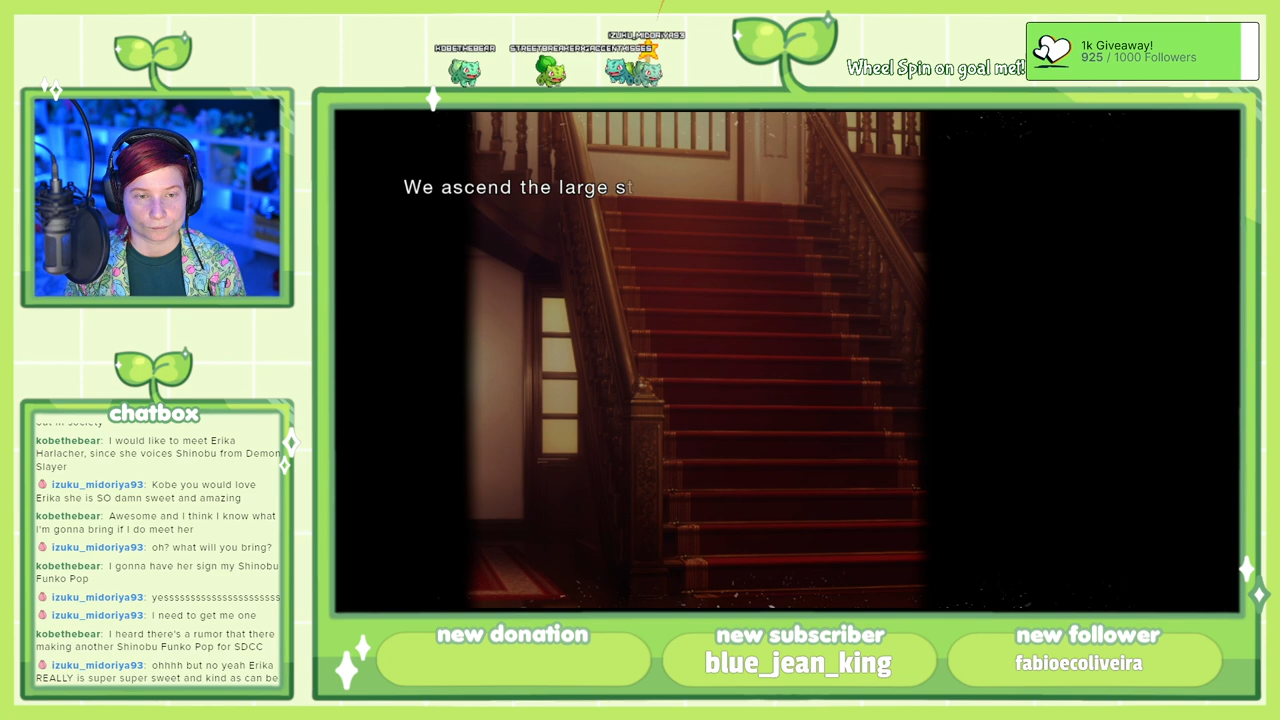 KOBETHEBEAR
IZUKU_MIDORIYA93
Wheel Spin on goal met!
1k Giveaway!
925 / 1000 Followers
We ascend the large st
chatbox
kobethebear: I would like to meet Erika
Harlacher, since she voices Shinobu from Demon
Slayer
izuku_midoriya93: Kobe you would love
Erika she is SO damn sweet and amazing
kobethebear: Awesome and I think I know what
I'm gonna bring if I do meet her
izuku_midoriya93: oh? what will you bring?
kobethebear: I gonna have her sign my Shinobu
Funko Pop
izuku_midoriya93: yesssssssssssssssssssssss
izuku_midoriya93: I need to get me one
kobethebear: I heard there's a rumor that there
making another Shinobu Funko Pop for SDCC
izuku_midoriya93: ohhhh but no yeah Erika
REALLY is super super sweet and kind as can be
new donation
new subscriber
blue_jean_king
new follower
fabioecoliveira